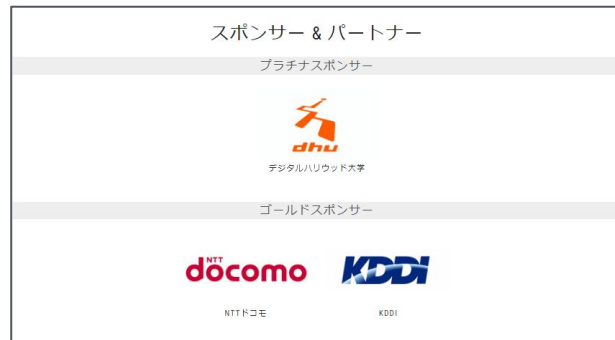 スポンサー & パートナー
プラチナスポンサー
dhu
デジタルハリウッド大学
ゴールドスポンサー
NTT
döcomo KDDI
NTTドコモ KDDI